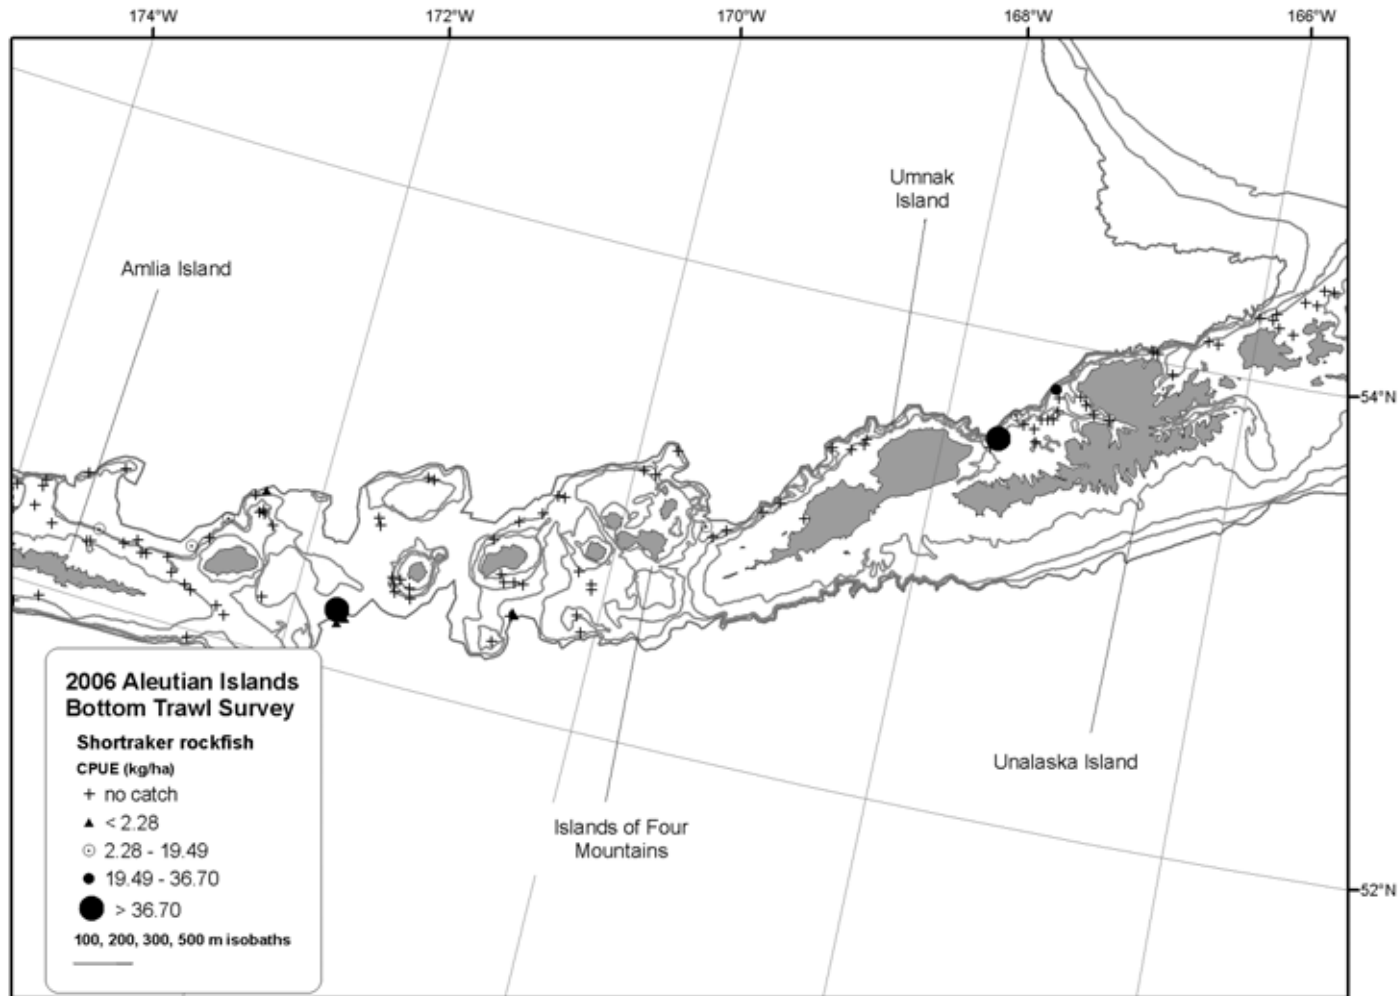 174°W
172°W
170°W
168°W
166°W
Umnak
Island
Amlia Island
54°N
Unalaska Island
Islands of Four
Mountains
52°N
2006 Aleutian Islands
Bottom Trawl Survey
Shortraker rockfish
CPUE (kg/ha)
+ no catch
▲ < 2.28
⊙ 2.28 - 19.49
● 19.49 - 36.70
● > 36.70
100, 200, 300, 500 m isobaths